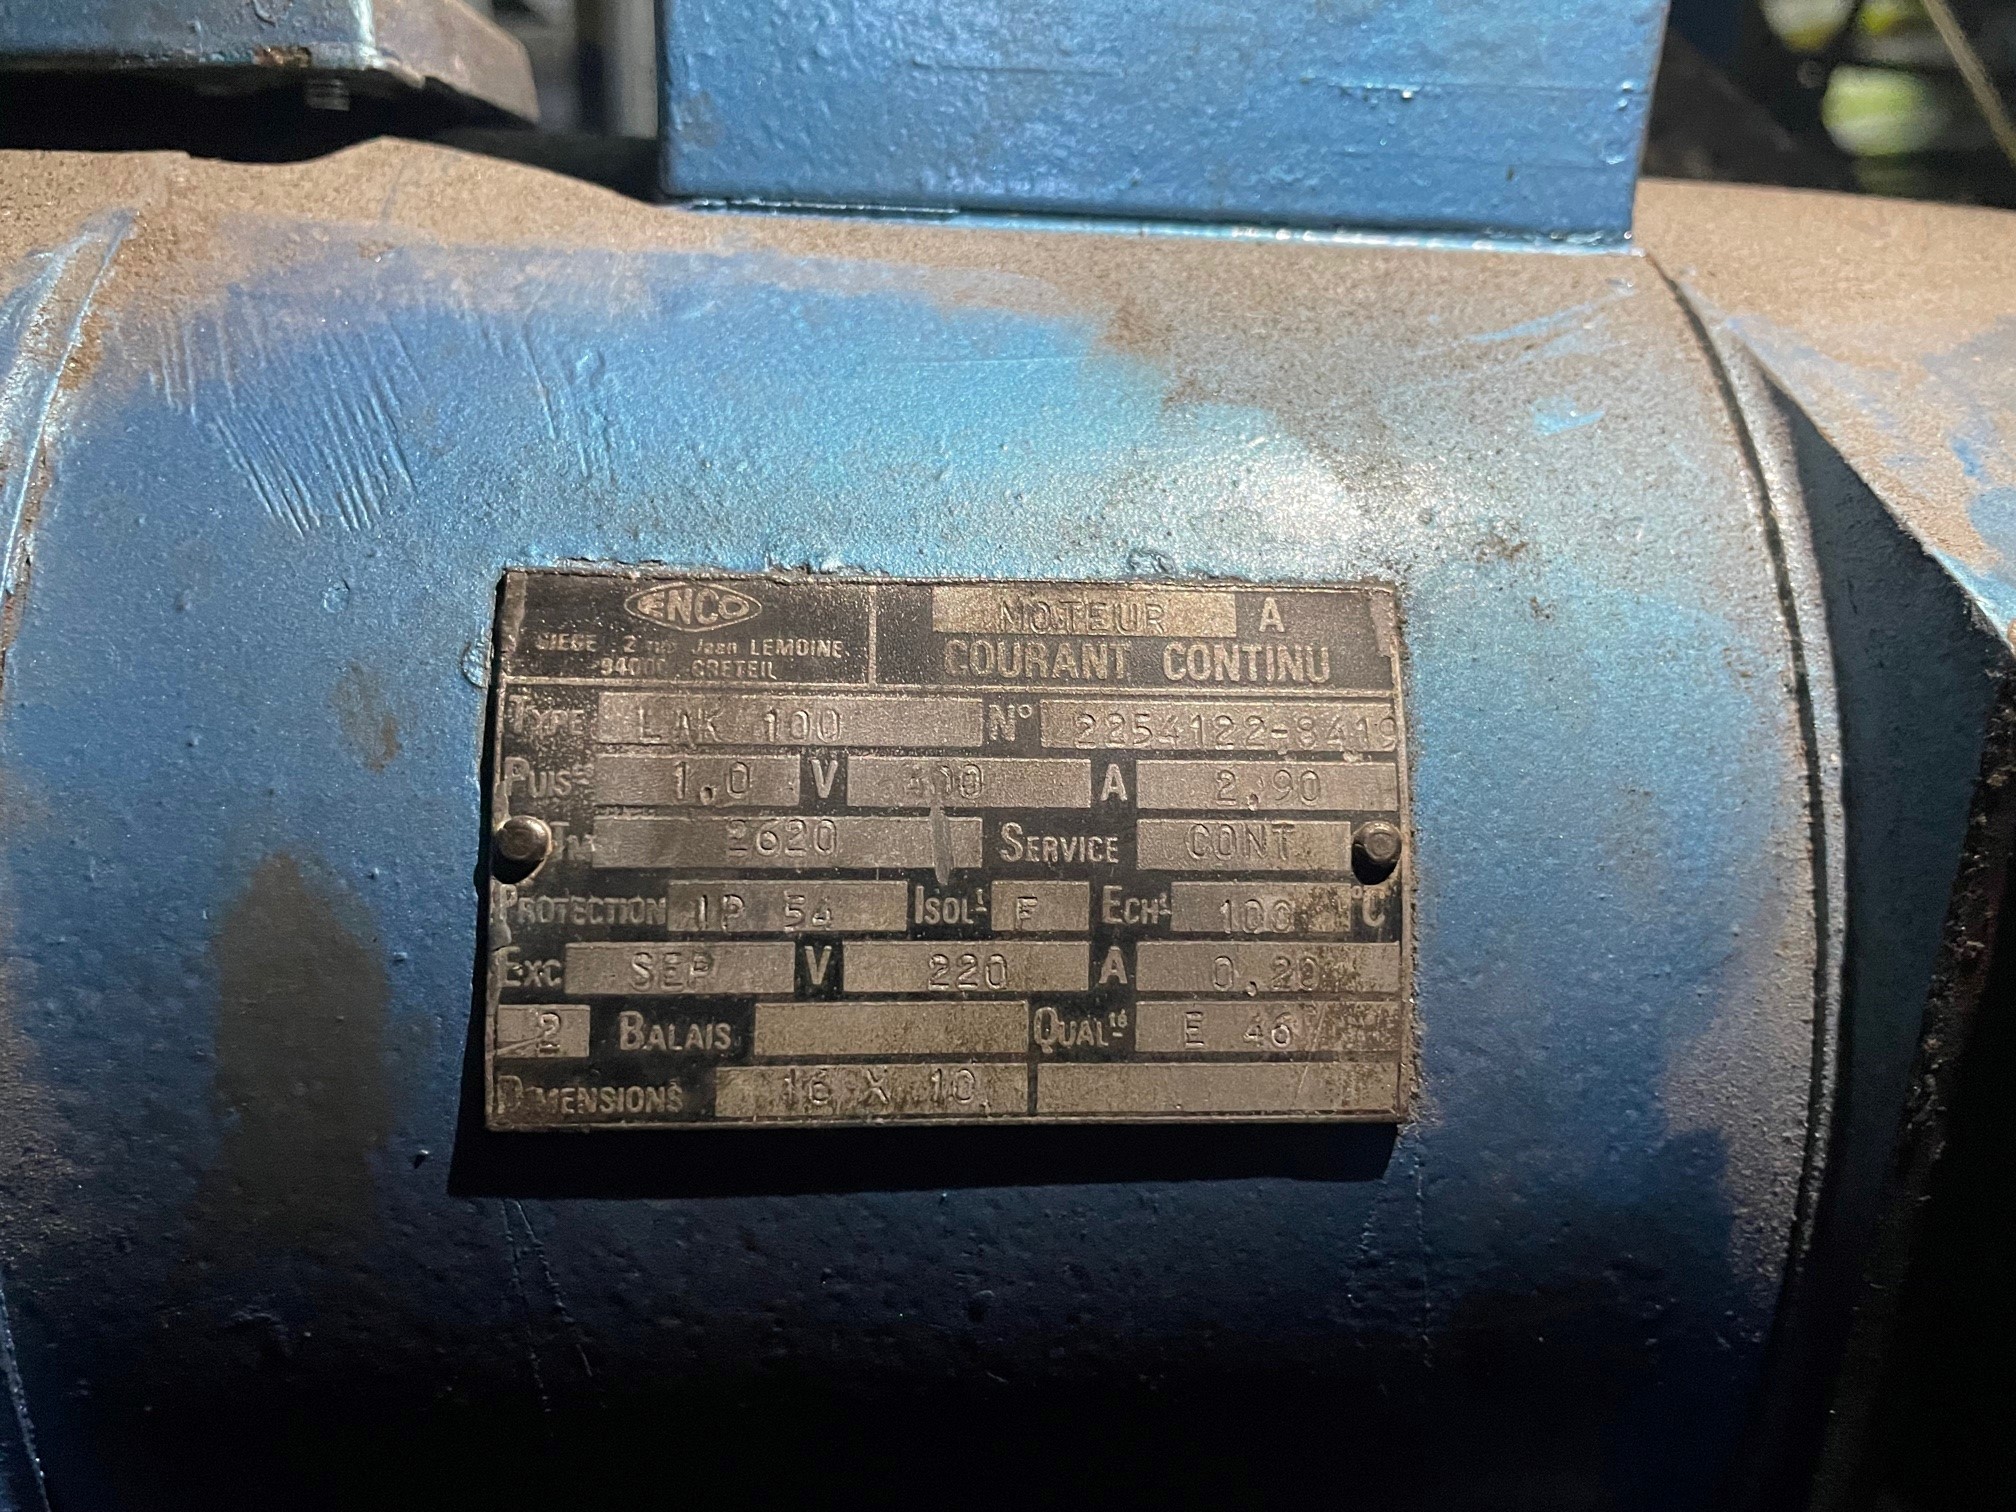 ENCO
SIEGE 2 rue Jean LEMOINE
94000 CRETEIL
MOTEUR A
COURANT CONTINU
TYPE LAK 100 N° 2254122-8419
PUISce 1,0 V 400 A 2,90
2620 SERVICE CONT
PROTECTION IP 54 ISOLt F ECHt 100 °C
EXC SEP V 220 A 0,20
2 BALAIS QUALté E 46
DIMENSIONS 16 X 10